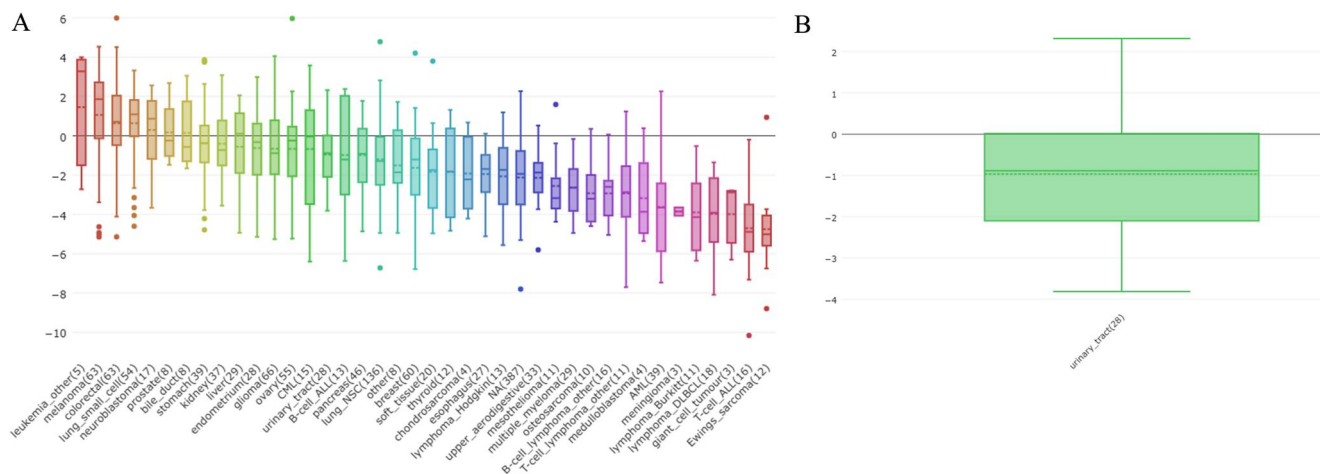 A
6
4
2
0
−2
−4
−6
−8
−10
leukemia_other(5)
melanoma(63)
colorectal(63)
lung_small_cell(54)
neuroblastoma(17)
prostate(8)
bile_duct(8)
stomach(39)
kidney(37)
liver(29)
endometrium(28)
glioma(66)
ovary(55)
CML(15)
urinary_tract(28)
B-cell_ALL(13)
pancreas(46)
lung_NSC(136)
other(8)
breast(60)
soft_tissue(20)
thyroid(12)
chondrosarcoma(4)
esophagus(27)
lymphoma_Hodgkin(13)
NA(387)
upper_aerodigestive(33)
mesothelioma(11)
multiple_myeloma(29)
osteosarcoma(10)
B-cell_lymphoma_other(16)
T-cell_lymphoma_other(11)
medulloblastoma(4)
AML(39)
meningioma(3)
lymphoma_Burkitt(11)
lymphoma_DLBCL(18)
giant_cell_tumour(3)
T-cell_ALL(16)
Ewings_sarcoma(12)
B
2
1
0
−1
−2
−3
−4
urinary_tract(28)